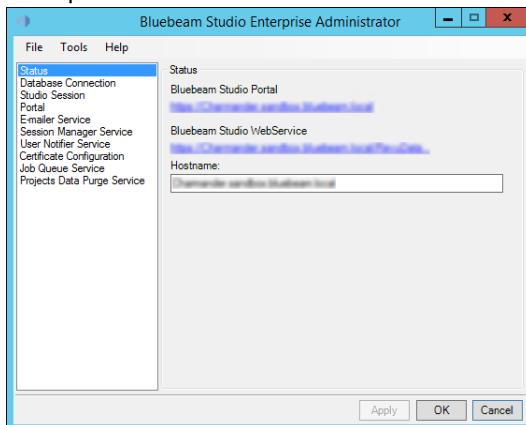 Bluebeam Studio Enterprise Administrator
File Tools Help
Status
Database Connection
Studio Session
Portal
E-mailer Service
Session Manager Service
User Notifier Service
Certificate Configuration
Job Queue Service
Projects Data Purge Service
Status
Bluebeam Studio Portal
Bluebeam Studio WebService
Hostname:
Apply OK Cancel